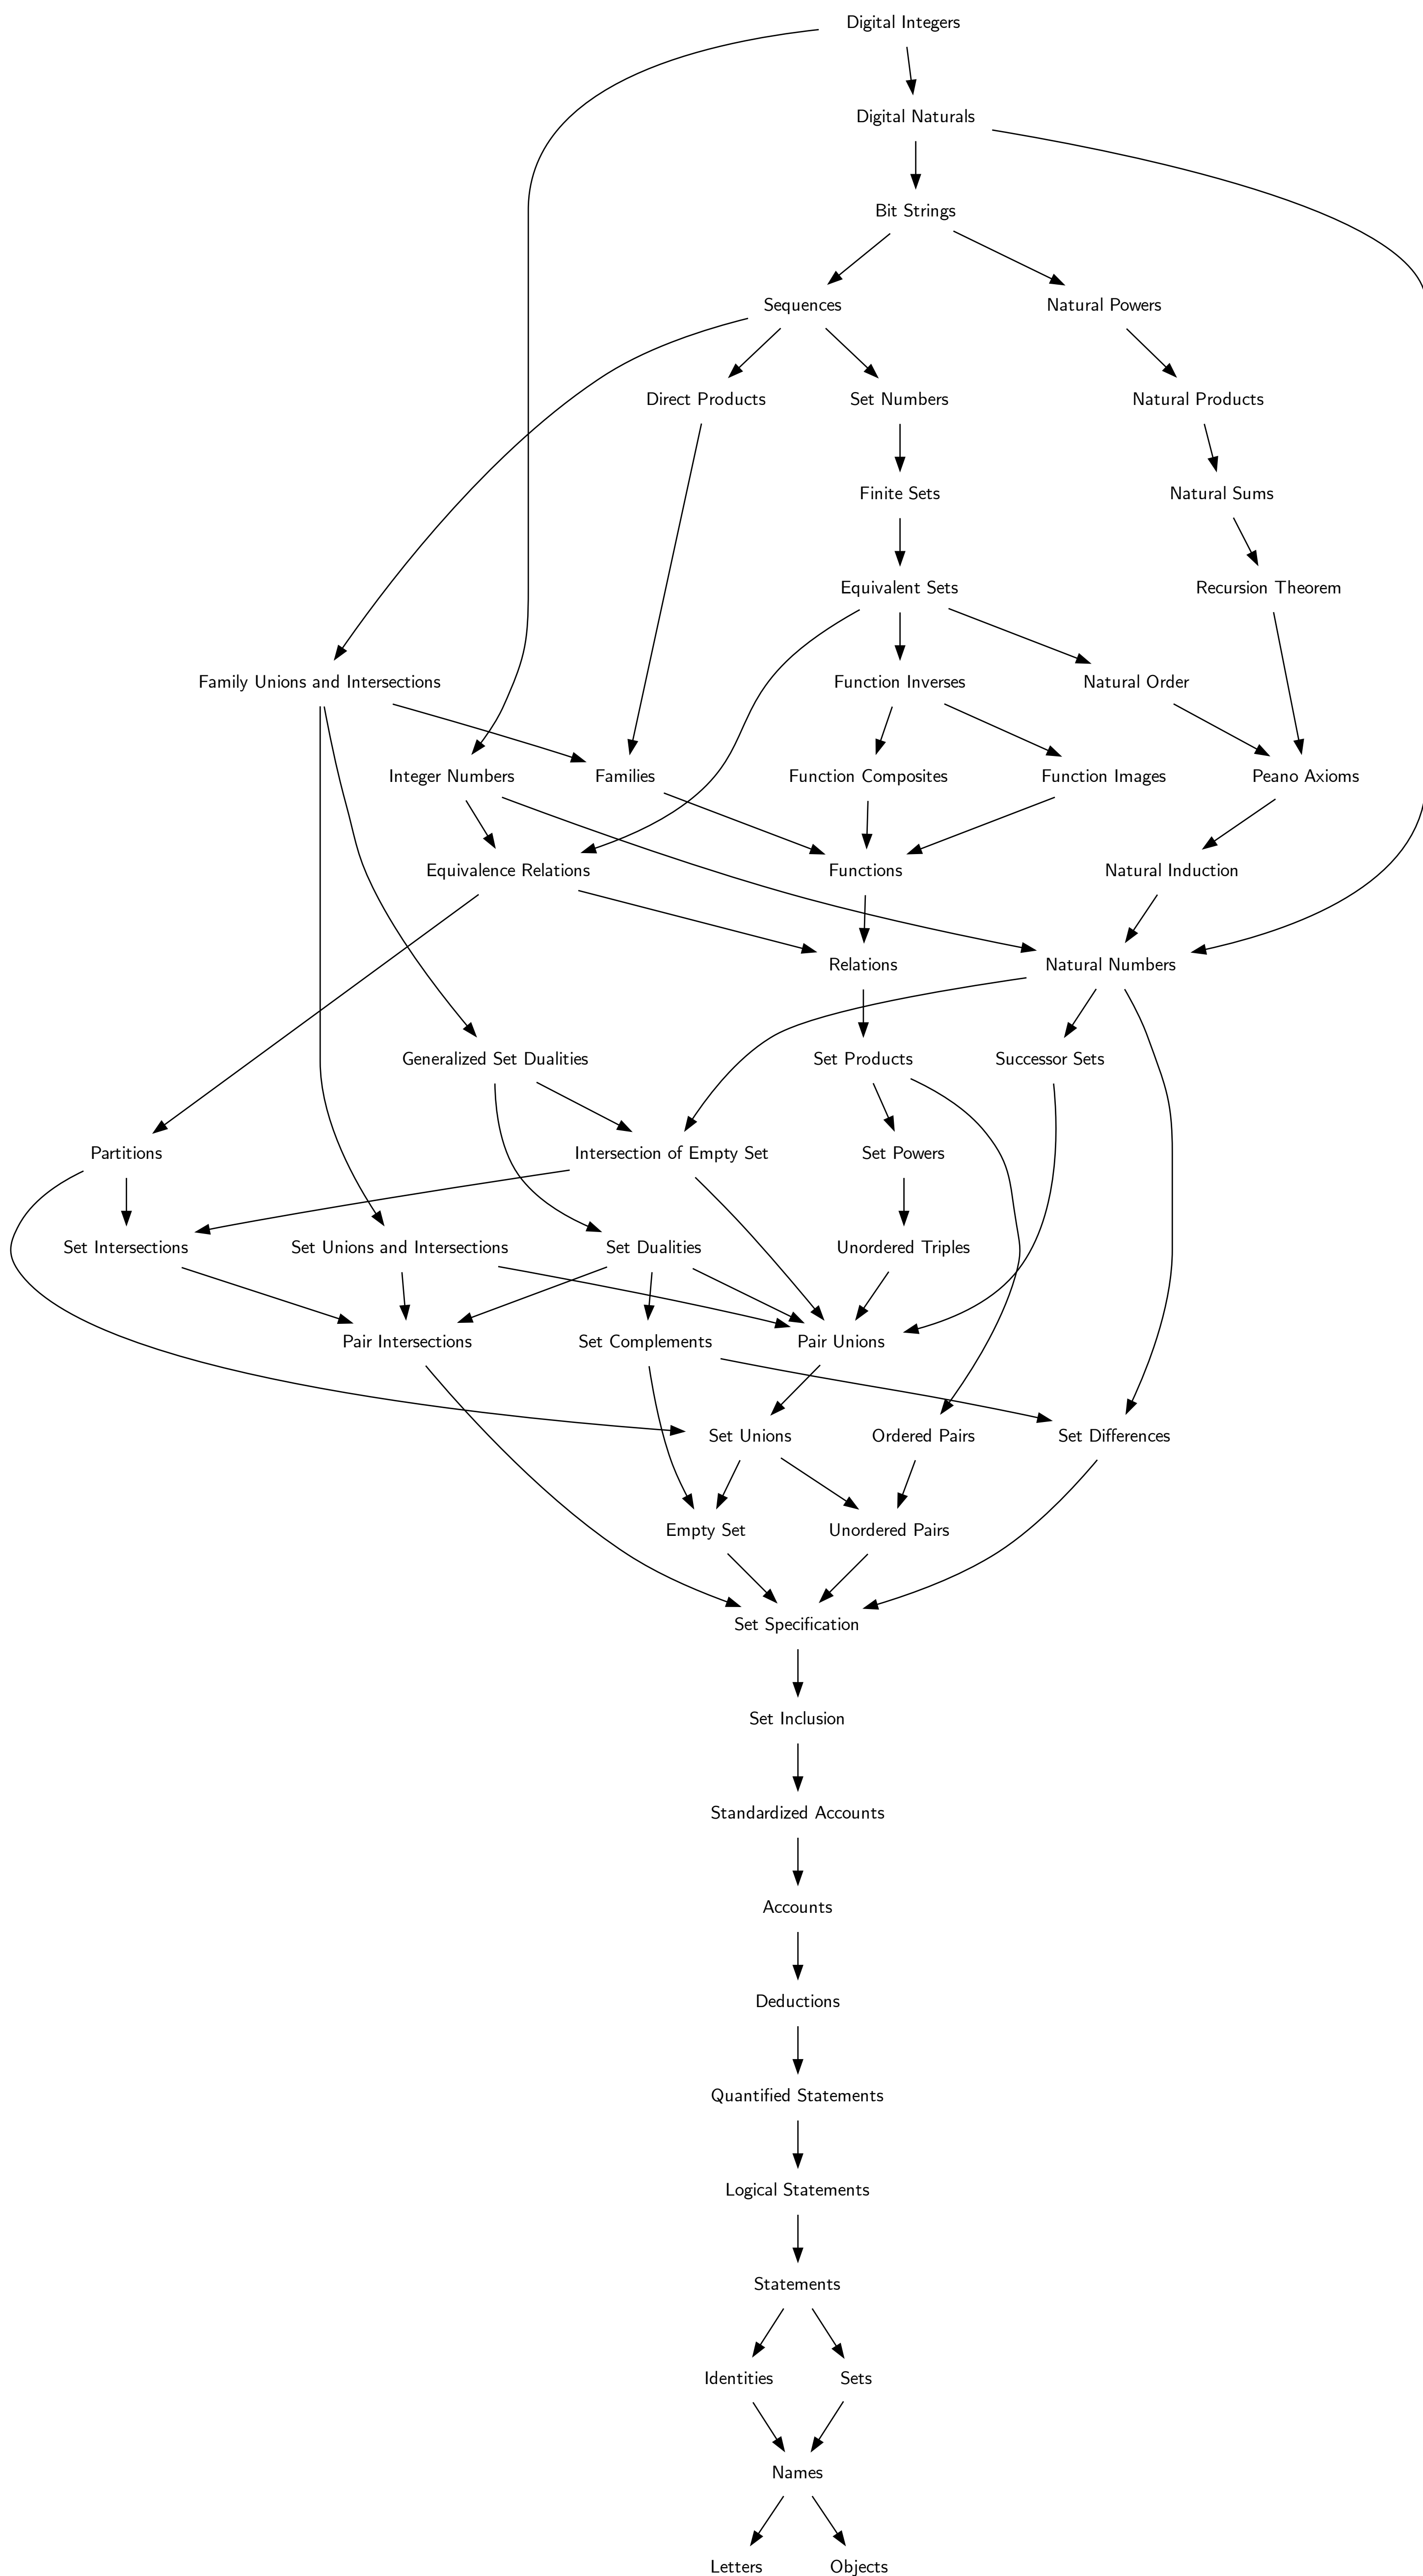 Digital Integers
Digital Naturals
Bit Strings
Sequences
Natural Powers
Direct Products
Set Numbers
Natural Products
Finite Sets
Natural Sums
Equivalent Sets
Recursion Theorem
Family Unions and Intersections
Function Inverses
Natural Order
Integer Numbers
Families
Function Composites
Function Images
Peano Axioms
Equivalence Relations
Functions
Natural Induction
Relations
Natural Numbers
Generalized Set Dualities
Set Products
Successor Sets
Partitions
Intersection of Empty Set
Set Powers
Set Intersections
Set Unions and Intersections
Set Dualities
Unordered Triples
Pair Intersections
Set Complements
Pair Unions
Set Unions
Ordered Pairs
Set Differences
Empty Set
Unordered Pairs
Set Specification
Set Inclusion
Standardized Accounts
Accounts
Deductions
Quantified Statements
Logical Statements
Statements
Identities
Sets
Names
Letters
Objects